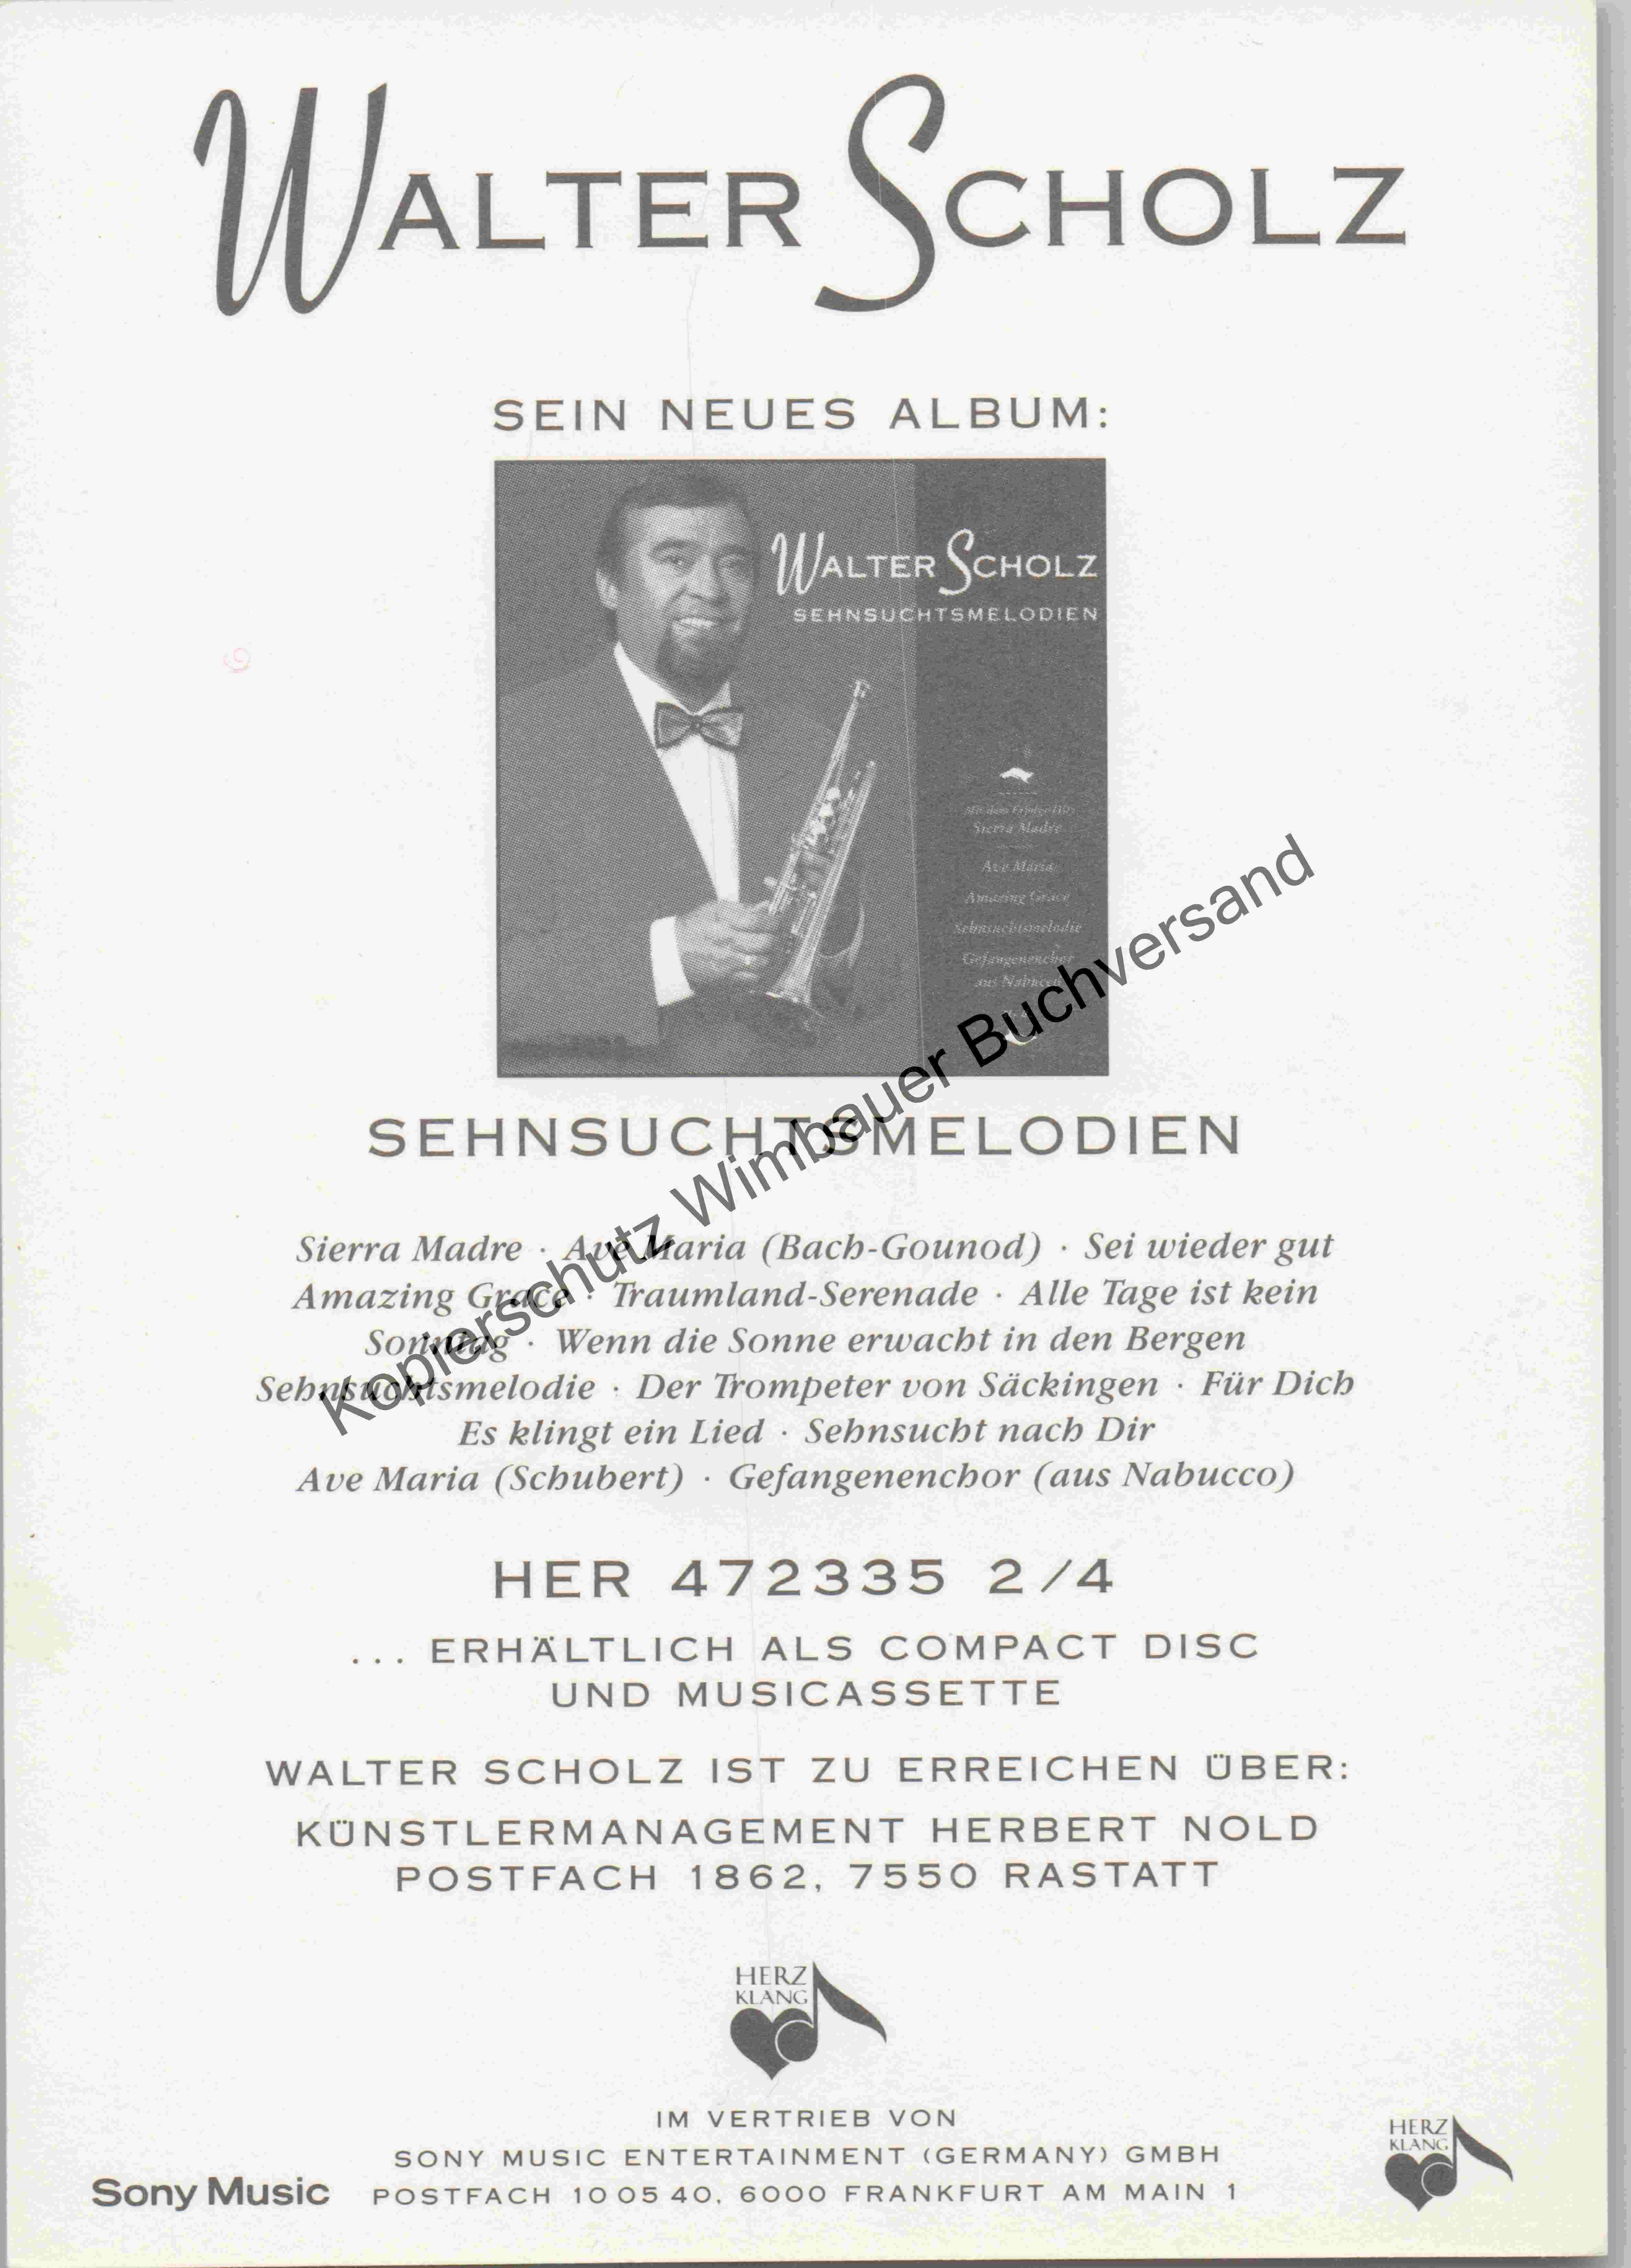 WALTER SCHOLZ
SEIN NEUES ALBUM:
WALTER SCHOLZ
SEHNSUCHTSMELODIEN
Mit dem Erfolgs-Hit
Sierra Madre
Ave Maria
Amazing Grace
Sehnsuchtsmelodie
Gefangenenchor
aus Nabucco
SEHNSUCHTSMELODIEN
Sierra Madre · Ave Maria (Bach-Gounod) · Sei wieder gut
Amazing Grace · Traumland-Serenade · Alle Tage ist kein
Sonntag · Wenn die Sonne erwacht in den Bergen
Sehnsuchtsmelodie · Der Trompeter von Säckingen · Für Dich
Es klingt ein Lied · Sehnsucht nach Dir
Ave Maria (Schubert) · Gefangenenchor (aus Nabucco)
HER 472335 2/4
... ERHÄLTLICH ALS COMPACT DISC
UND MUSICASSETTE
WALTER SCHOLZ IST ZU ERREICHEN ÜBER:
KÜNSTLERMANAGEMENT HERBERT NOLD
POSTFACH 1862, 7550 RASTATT
HERZ
KLANG
IM VERTRIEB VON
SONY MUSIC ENTERTAINMENT (GERMANY) GMBH
POSTFACH 10 05 40, 6000 FRANKFURT AM MAIN 1
Sony Music
HERZ
KLANG
Kopierschutz Wimbauer Buchversand